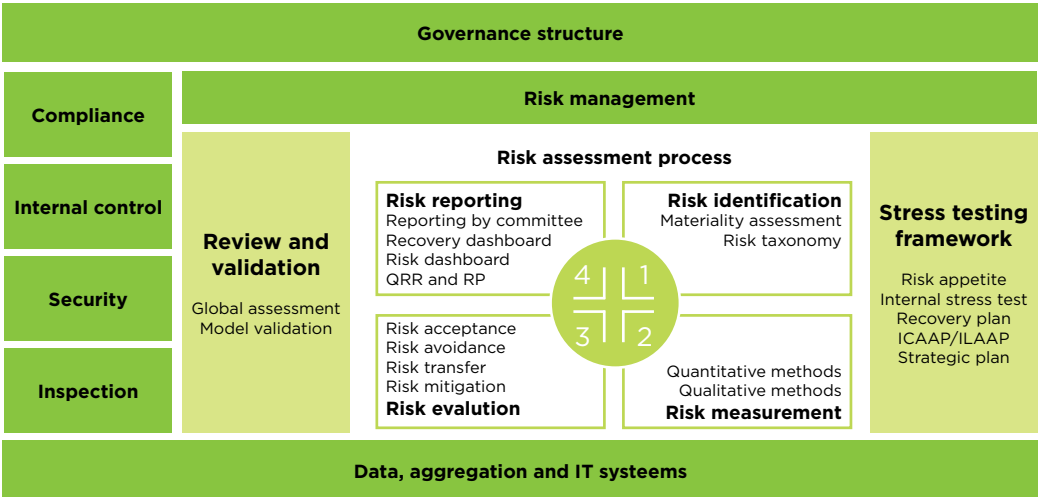 Governance structure
Compliance
Internal control
Security
Inspection
Risk management
Review and
validation
Global assessment
Model validation
Risk assessment process
Risk reporting
Reporting by committee
Recovery dashboard
Risk dashboard
QRR and RP
Risk identification
Materiality assessment
Risk taxonomy
4 1
3 2
Risk acceptance
Risk avoidance
Risk transfer
Risk mitigation
Risk evalution
Quantitative methods
Qualitative methods
Risk measurement
Stress testing
framework
Risk appetite
Internal stress test
Recovery plan
ICAAP/ILAAP
Strategic plan
Data, aggregation and IT systeems